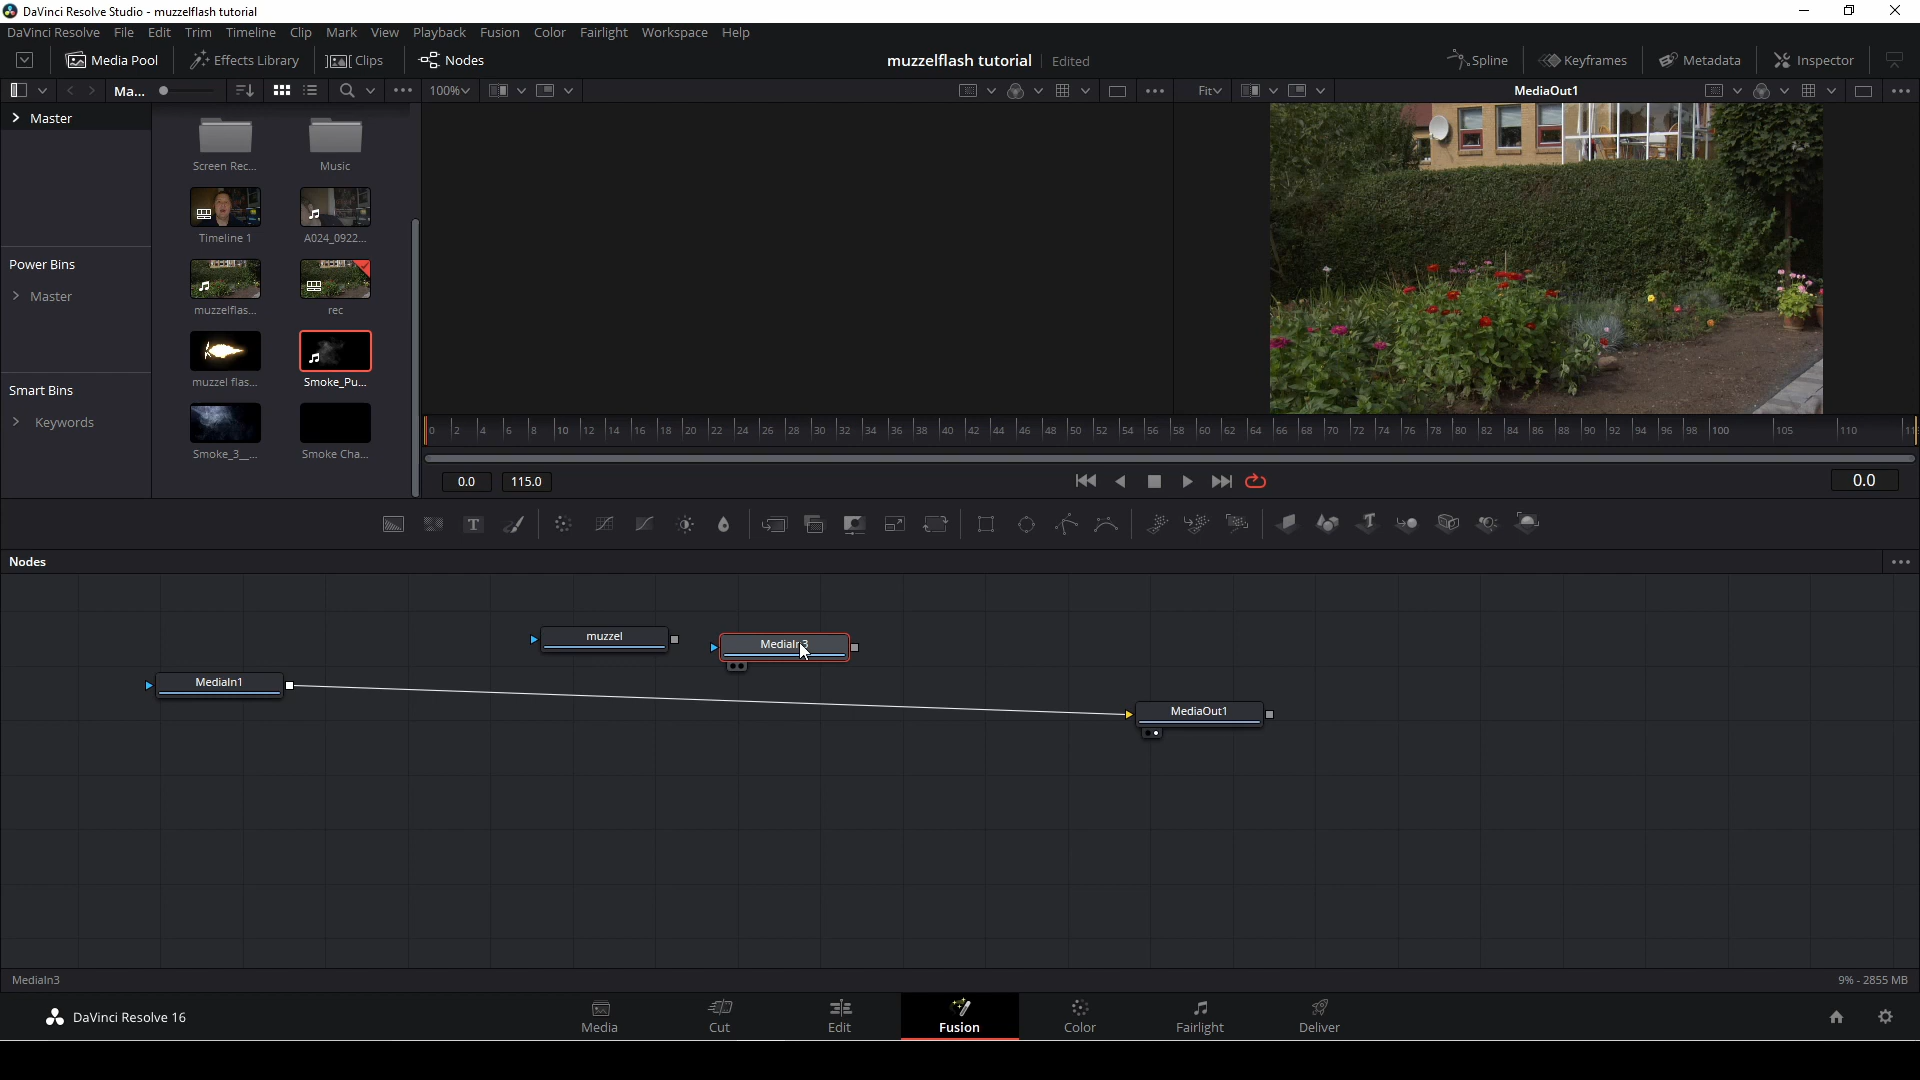 DaVinci Resolve Studio - muzzelflash tutorial
DaVinci Resolve File Edit Trim Timeline Clip Mark View Playback Fusion Color Fairlight Workspace Help
Media Pool Effects Library Clips Nodes muzzelflash tutorial Edited Spline Keyframes Metadata Inspector
Ma... 100% Fit MediaOut1
Master
Screen Rec... Music
Timeline 1 A024_0922...
Power Bins
Master
muzzelflas... rec
muzzel flas... Smoke_Pu...
Smart Bins
Keywords
Smoke_3__... Smoke Cha...
0 2 4 6 8 10 12 14 16 18 20 22 24 26 28 30 32 34 36 38 40 42 44 46 48 50 52 54 56 58 60 62 64 66 68 70 72 74 76 78 80 82 84 86 88 90 92 94 96 98 100 105 110 11
0.0 115.0 0.0
Nodes
muzzel
MediaIn3
MediaIn1
MediaOut1
MediaIn3 9% - 2855 MB
DaVinci Resolve 16
Media Cut Edit Fusion Color Fairlight Deliver